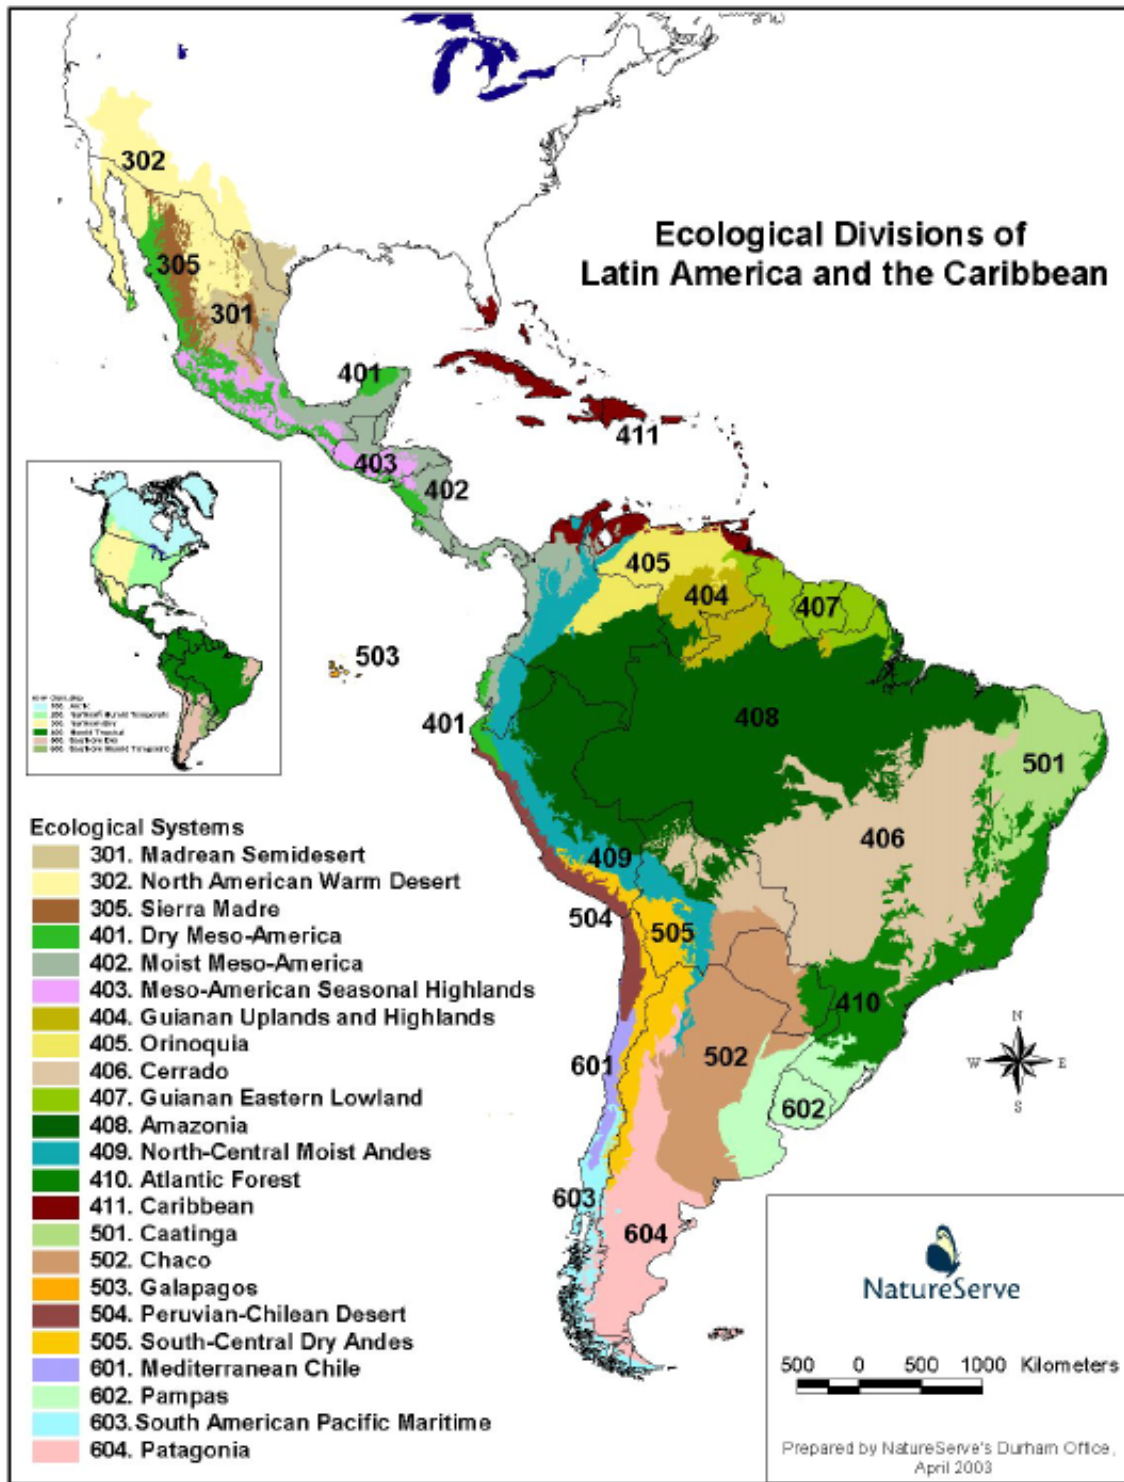 Ecological Divisions of
Latin America and the Caribbean
302
305
301
401
411
403
402
405
404
407
503
401
408
501
406
409
504
505
410
502
601
602
603
604
N
W
E
S
Ecological Systems
301. Madrean Semidesert
302. North American Warm Desert
305. Sierra Madre
401. Dry Meso-America
402. Moist Meso-America
403. Meso-American Seasonal Highlands
404. Guianan Uplands and Highlands
405. Orinoquia
406. Cerrado
407. Guianan Eastern Lowland
408. Amazonia
409. North-Central Moist Andes
410. Atlantic Forest
411. Caribbean
501. Caatinga
502. Chaco
503. Galapagos
504. Peruvian-Chilean Desert
505. South-Central Dry Andes
601. Mediterranean Chile
602. Pampas
603.South American Pacific Maritime
604. Patagonia
NatureServe
500 0 500 1000 Kilometers
Prepared by NatureServe's Durham Office,
April 2003